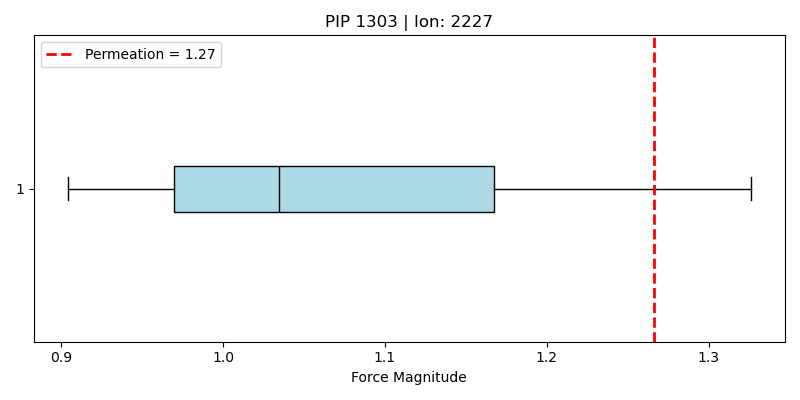 PIP 1303 | Ion: 2227
Permeation = 1.27
1
0.9 1.0 1.1 1.2 1.3
Force Magnitude